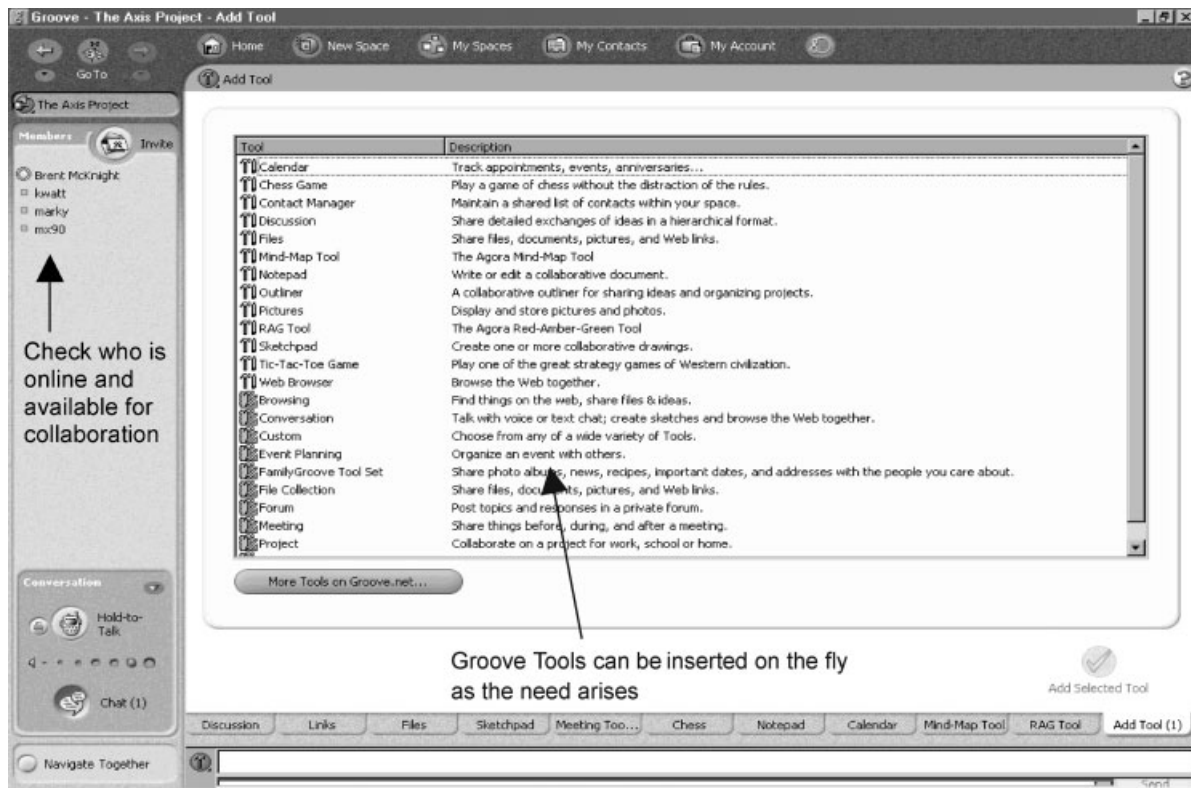 Groove - The Axis Project - Add Tool
Home New Space My Spaces My Contacts My Account
GoTo
Add Tool
The Axis Project
Members Invite
Brent McKnight
kwatt
marky
mx90
Check who is
online and
available for
collaboration
Tool Description
Calendar Track appointments, events, anniversaries...
Chess Game Play a game of chess without the distraction of the rules.
Contact Manager Maintain a shared list of contacts within your space.
Discussion Share detailed exchanges of ideas in a hierarchical format.
Files Share files, documents, pictures, and Web links.
Mind-Map Tool The Agora Mind-Map Tool
Notepad Write or edit a collaborative document.
Outliner A collaborative outliner for sharing ideas and organizing projects.
Pictures Display and store pictures and photos.
RAG Tool The Agora Red-Amber-Green Tool
Sketchpad Create one or more collaborative drawings.
Tic-Tac-Toe Game Play one of the great strategy games of Western civilization.
Web Browser Browse the Web together.
Browsing Find things on the web, share files & ideas.
Conversation Talk with voice or text chat; create sketches and browse the Web together.
Custom Choose from any of a wide variety of Tools.
Event Planning Organize an event with others.
FamilyGroove Tool Set Share photo albums, news, recipes, important dates, and addresses with the people you care about.
File Collection Share files, documents, pictures, and Web links.
Forum Post topics and responses in a private forum.
Meeting Share things before, during, and after a meeting.
Project Collaborate on a project for work, school or home.
More Tools on Groove.net...
Conversation
Hold-to-
Talk
Chat (1)
Groove Tools can be inserted on the fly
as the need arises
Add Selected Tool
Discussion Links Files Sketchpad Meeting Too... Chess Notepad Calendar Mind-Map Tool RAG Tool Add Tool (1)
Navigate Together
Send